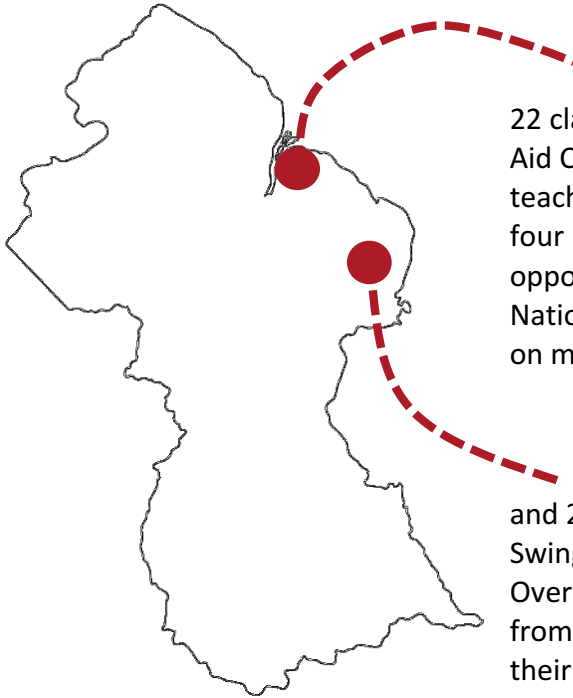 22 cla
Aid C
teach
four
oppo
Natio
on m
and 2
Swing
Over
from
their